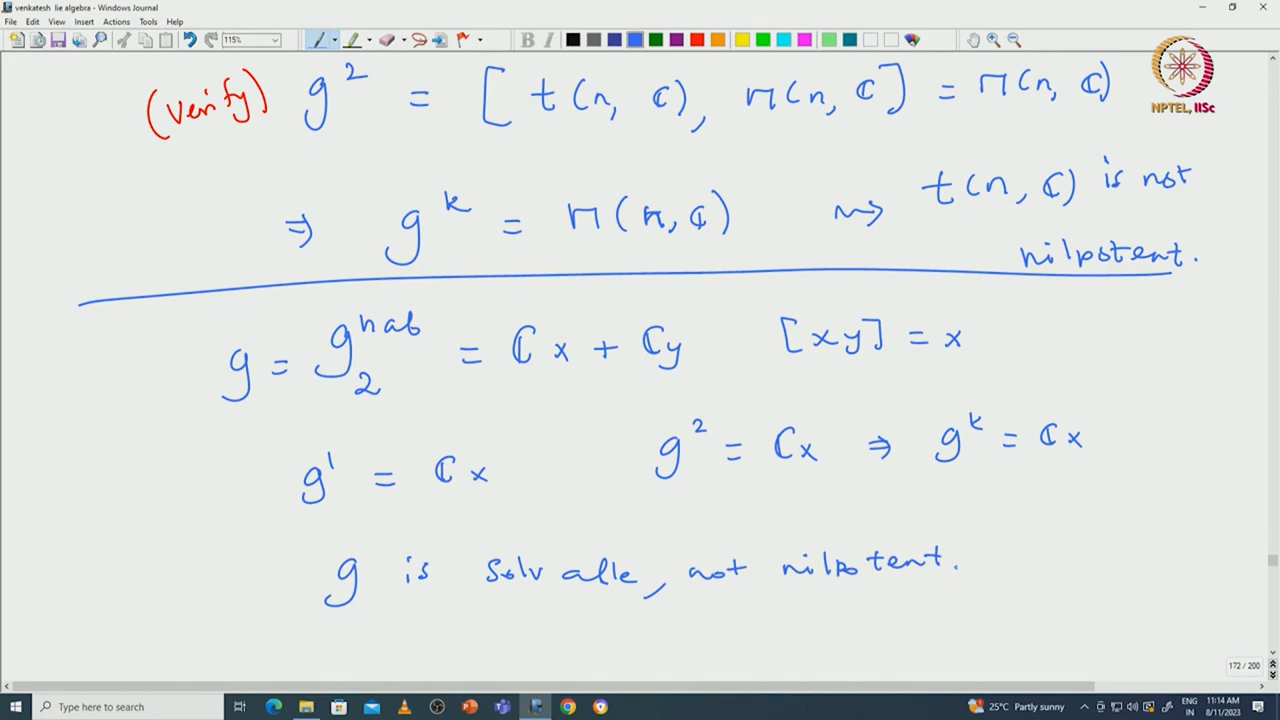 venkatesh lie algebra - Windows Journal
File Edit View Insert Actions Tools Help
115%
B I
NPTEL, IISc
(verify) g² = [t(n, ℂ), n(n, ℂ] = n(n, ℂ)
⇒ gᵏ = n(n, ℂ) ⇝ t(n, ℂ) is not
nilpotent.
g = g₂ⁿᵃᵇ = ℂx + ℂy [xy] = x
g¹ = ℂx g² = ℂx ⇒ gᵏ = ℂx
g is solvable, not nilpotent.
172 / 200
Type here to search
25°C Partly sunny
ENG
IN
11:14 AM
8/11/2023